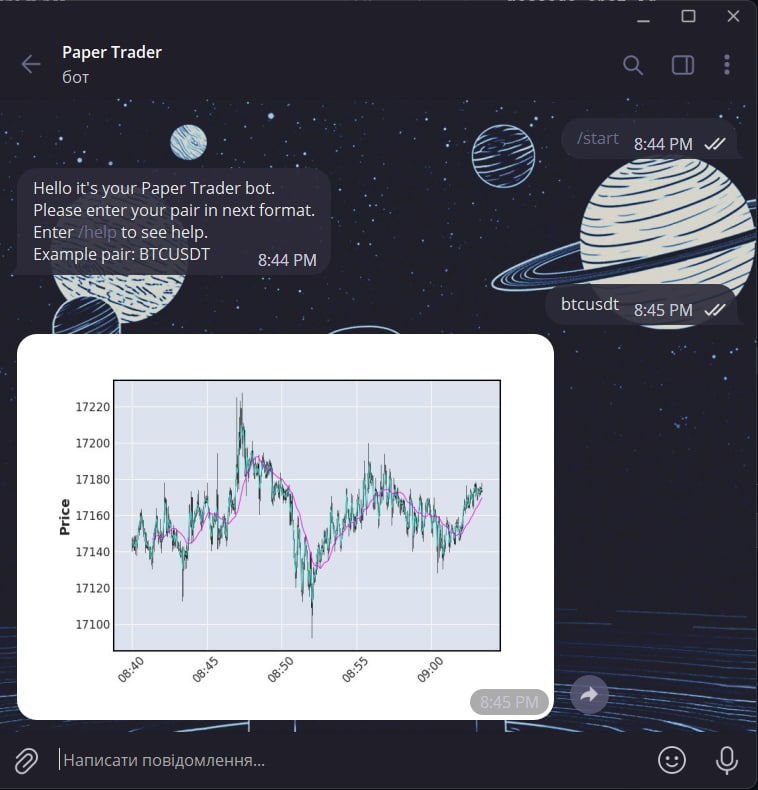 Paper Trader
бот
/start 8:44 PM
Hello it's your Paper Trader bot.
Please enter your pair in next format.
Enter /help to see help.
Example pair: BTCUSDT 8:44 PM
btcusdt 8:45 PM
17220
17200
17180
17160
17140
17120
17100
Price
08:40
08:45
08:50
08:55
09:00
8:45 PM
Написати повідомлення...